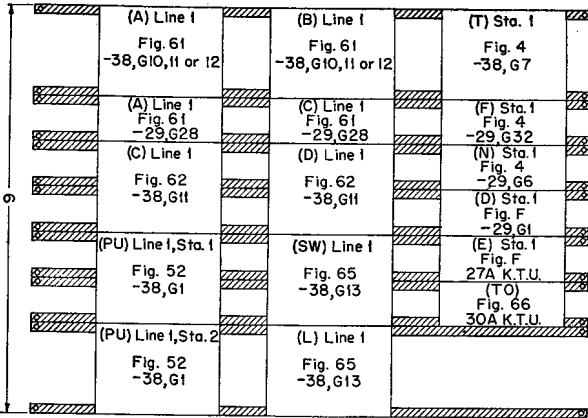 (A) Line 1
Fig. 61
-38,G10,11 or 12
(B) Line 1
Fig. 61
-38,G10,11 or 12
(T) Sta. 1
Fig. 4
-38, G7
(A) Line 1
Fig. 61
-29,G28
(C) Line 1
Fig. 61
-29,G28
(F) Sta. 1
Fig. 4
-29,G32
(C) Line 1
Fig. 62
-38,G11
(D) Line 1
Fig. 62
-38,G11
(N) Sta. 1
Fig. 4
-29,G6
(D) Sta. 1
Fig. F
-29,G1
9
(PU) Line 1,Sta. 1
Fig. 52
-38,G1
(SW) Line 1
Fig. 65
-38,G13
(E) Sta. 1
Fig. F
27A K.T.U.
(TO)
Fig. 66
30A K.T.U.
(PU) Line 1,Sta. 2
Fig. 52
-38,G1
(L) Line 1
Fig. 65
-38,G13